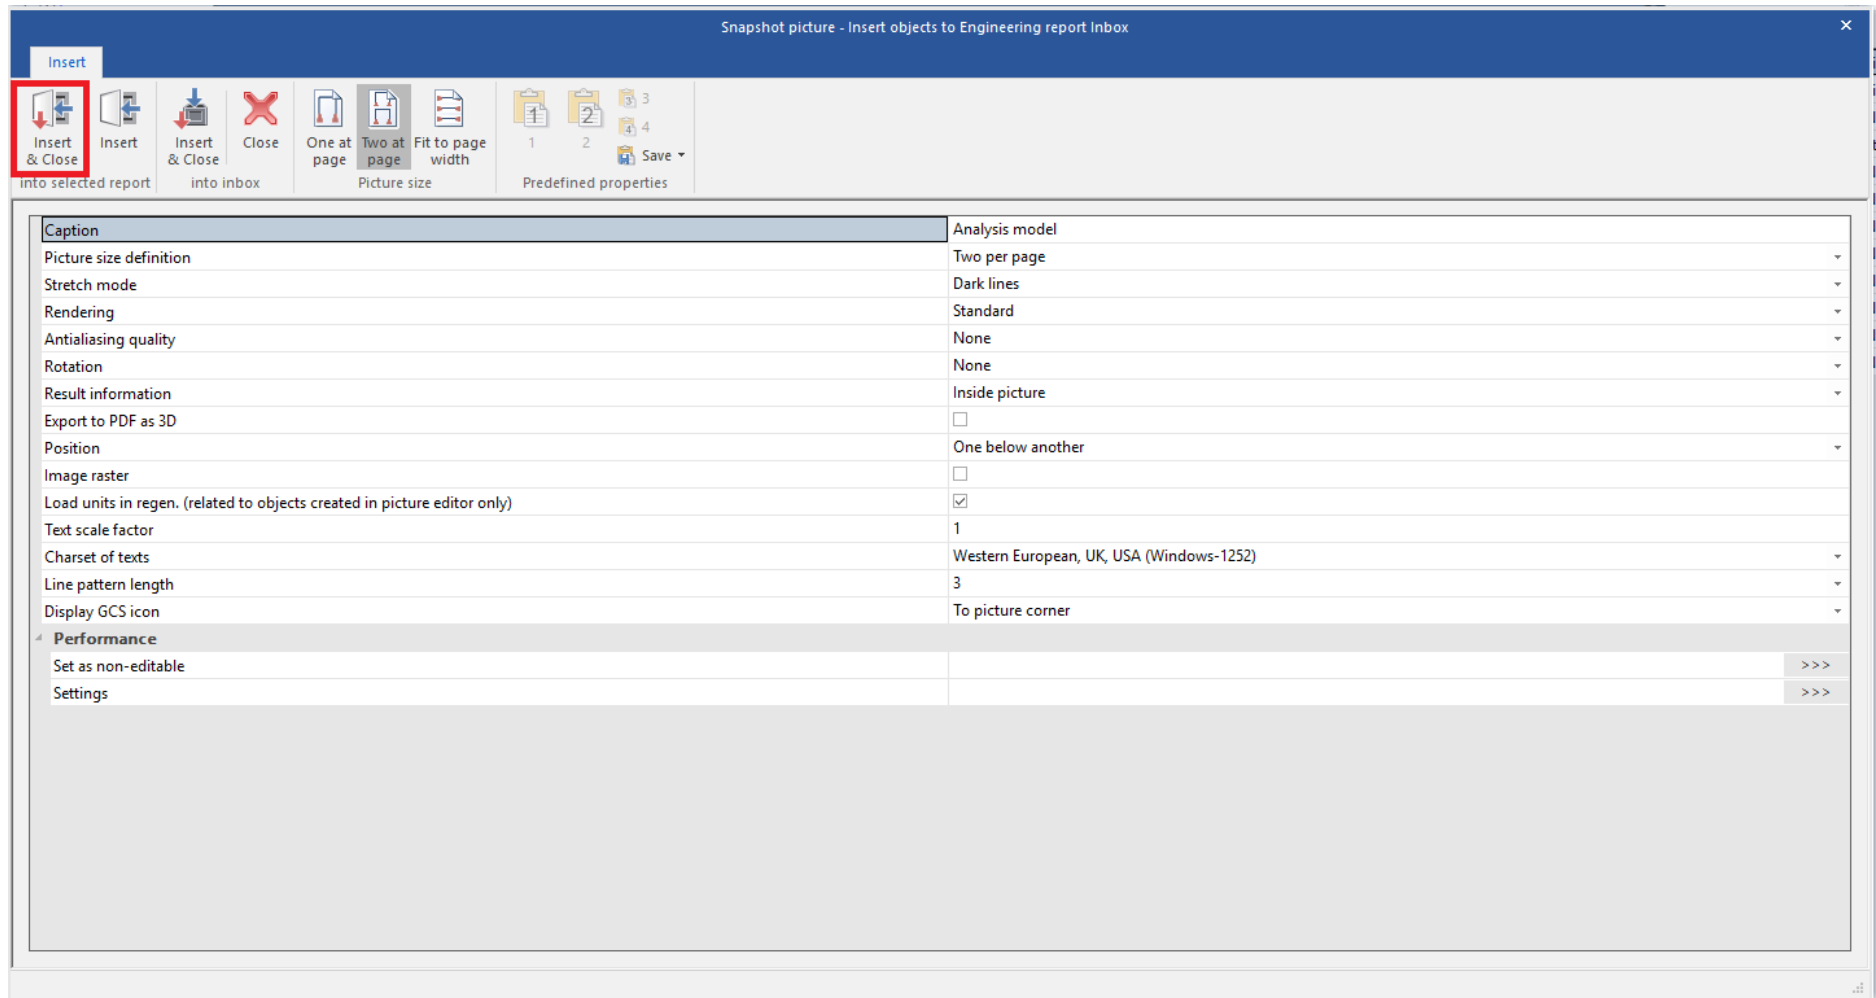 Snapshot picture - Insert objects to Engineering report Inbox
Insert
Insert & Close
Insert
into selected report
Insert & Close
Close
into inbox
One at page
Two at page
Fit to page width
Picture size
1
1
2
2
3 3
4 4
Save
Predefined properties
Caption Analysis model
Picture size definition Two per page
Stretch mode Dark lines
Rendering Standard
Antialiasing quality None
Rotation None
Result information Inside picture
Export to PDF as 3D
Position One below another
Image raster
Load units in regen. (related to objects created in picture editor only)
Text scale factor 1
Charset of texts Western European, UK, USA (Windows-1252)
Line pattern length 3
Display GCS icon To picture corner
Performance
Set as non-editable >>>
Settings >>>